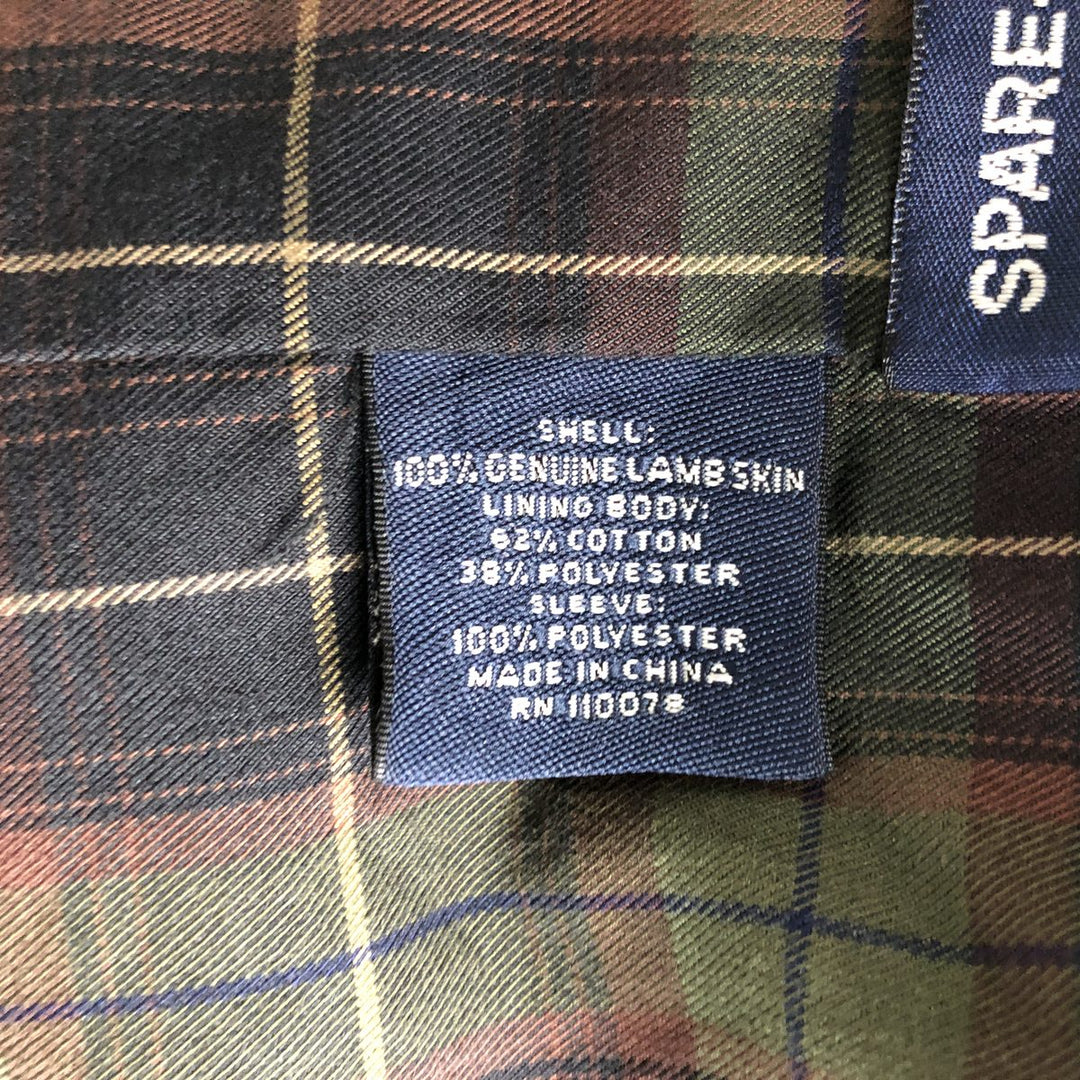 SPARE-
SHELL:
100% GENUINE LAMB SKIN
LINING BODY:
62% COTTON
38% POLYESTER
SLEEVE:
100% POLYESTER
MADE IN CHINA
RN 110078